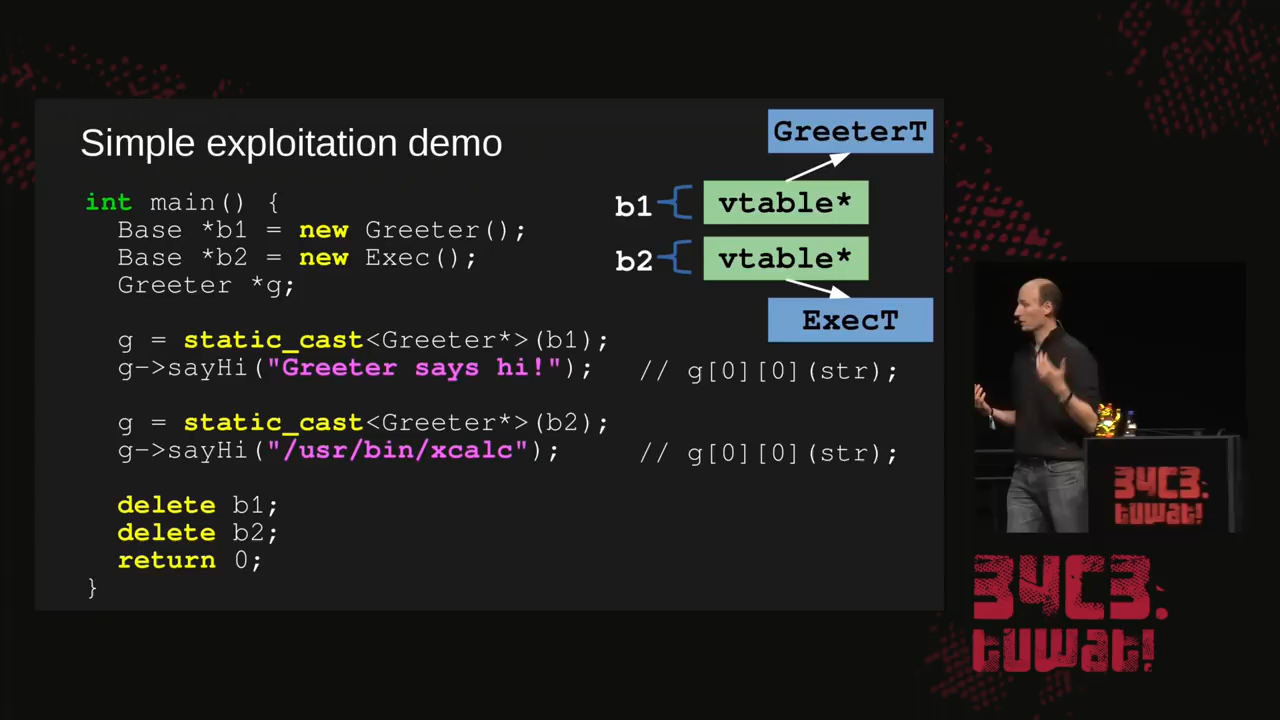 Simple exploitation demo
int main() {
Base *b1 = new Greeter();
Base *b2 = new Exec();
Greeter *g;
g = static_cast<Greeter*>(b1);
g->sayHi("Greeter says hi!"); // g[0][0](str);
g = static_cast<Greeter*>(b2);
g->sayHi("/usr/bin/xcalc"); // g[0][0](str);
delete b1;
delete b2;
return 0;
}
GreeterT
b1 vtable*
b2 vtable*
ExecT
34C3.
tuwat!
34C3.
tuwat!